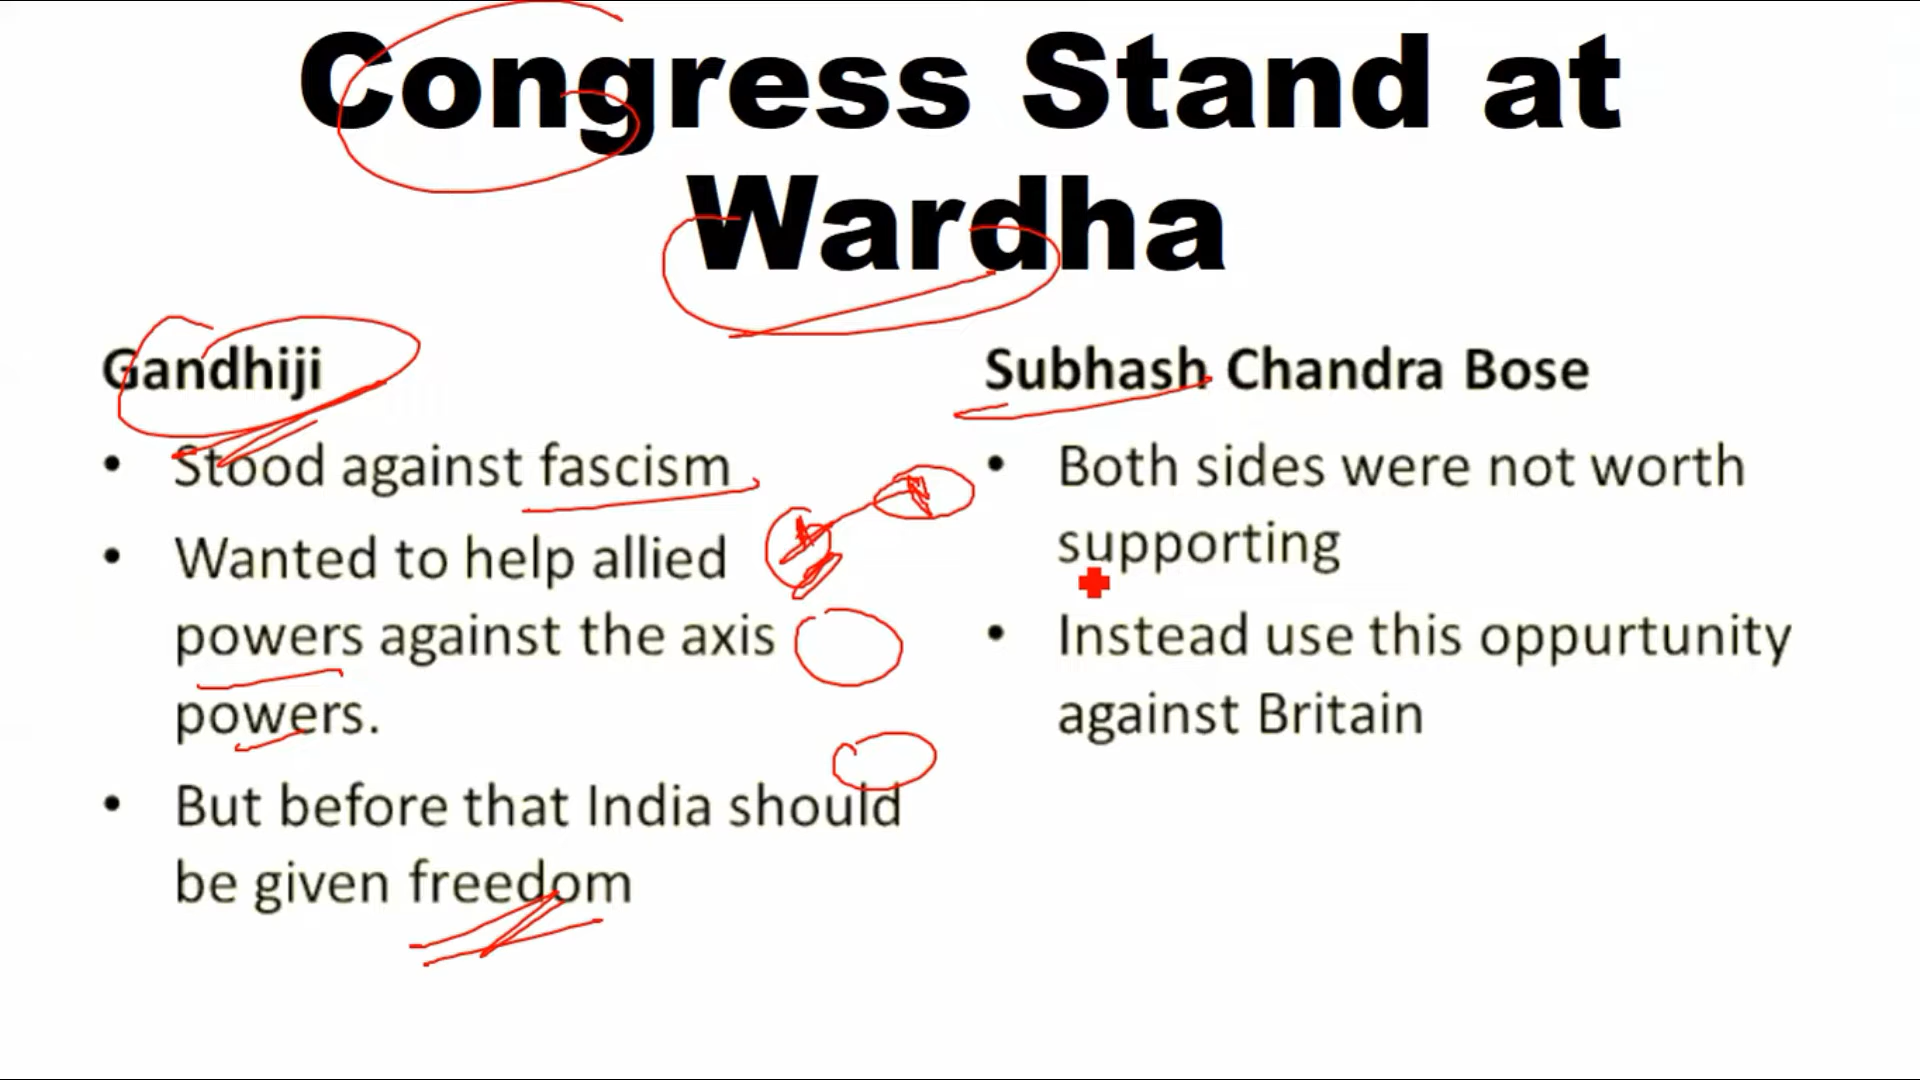 Congress Stand at
Wardha
Gandhiji
• Stood against fascism
• Wanted to help allied
powers against the axis
powers.
• But before that India should
be given freedom
Subhash Chandra Bose
• Both sides were not worth
supporting
• Instead use this oppurtunity
against Britain